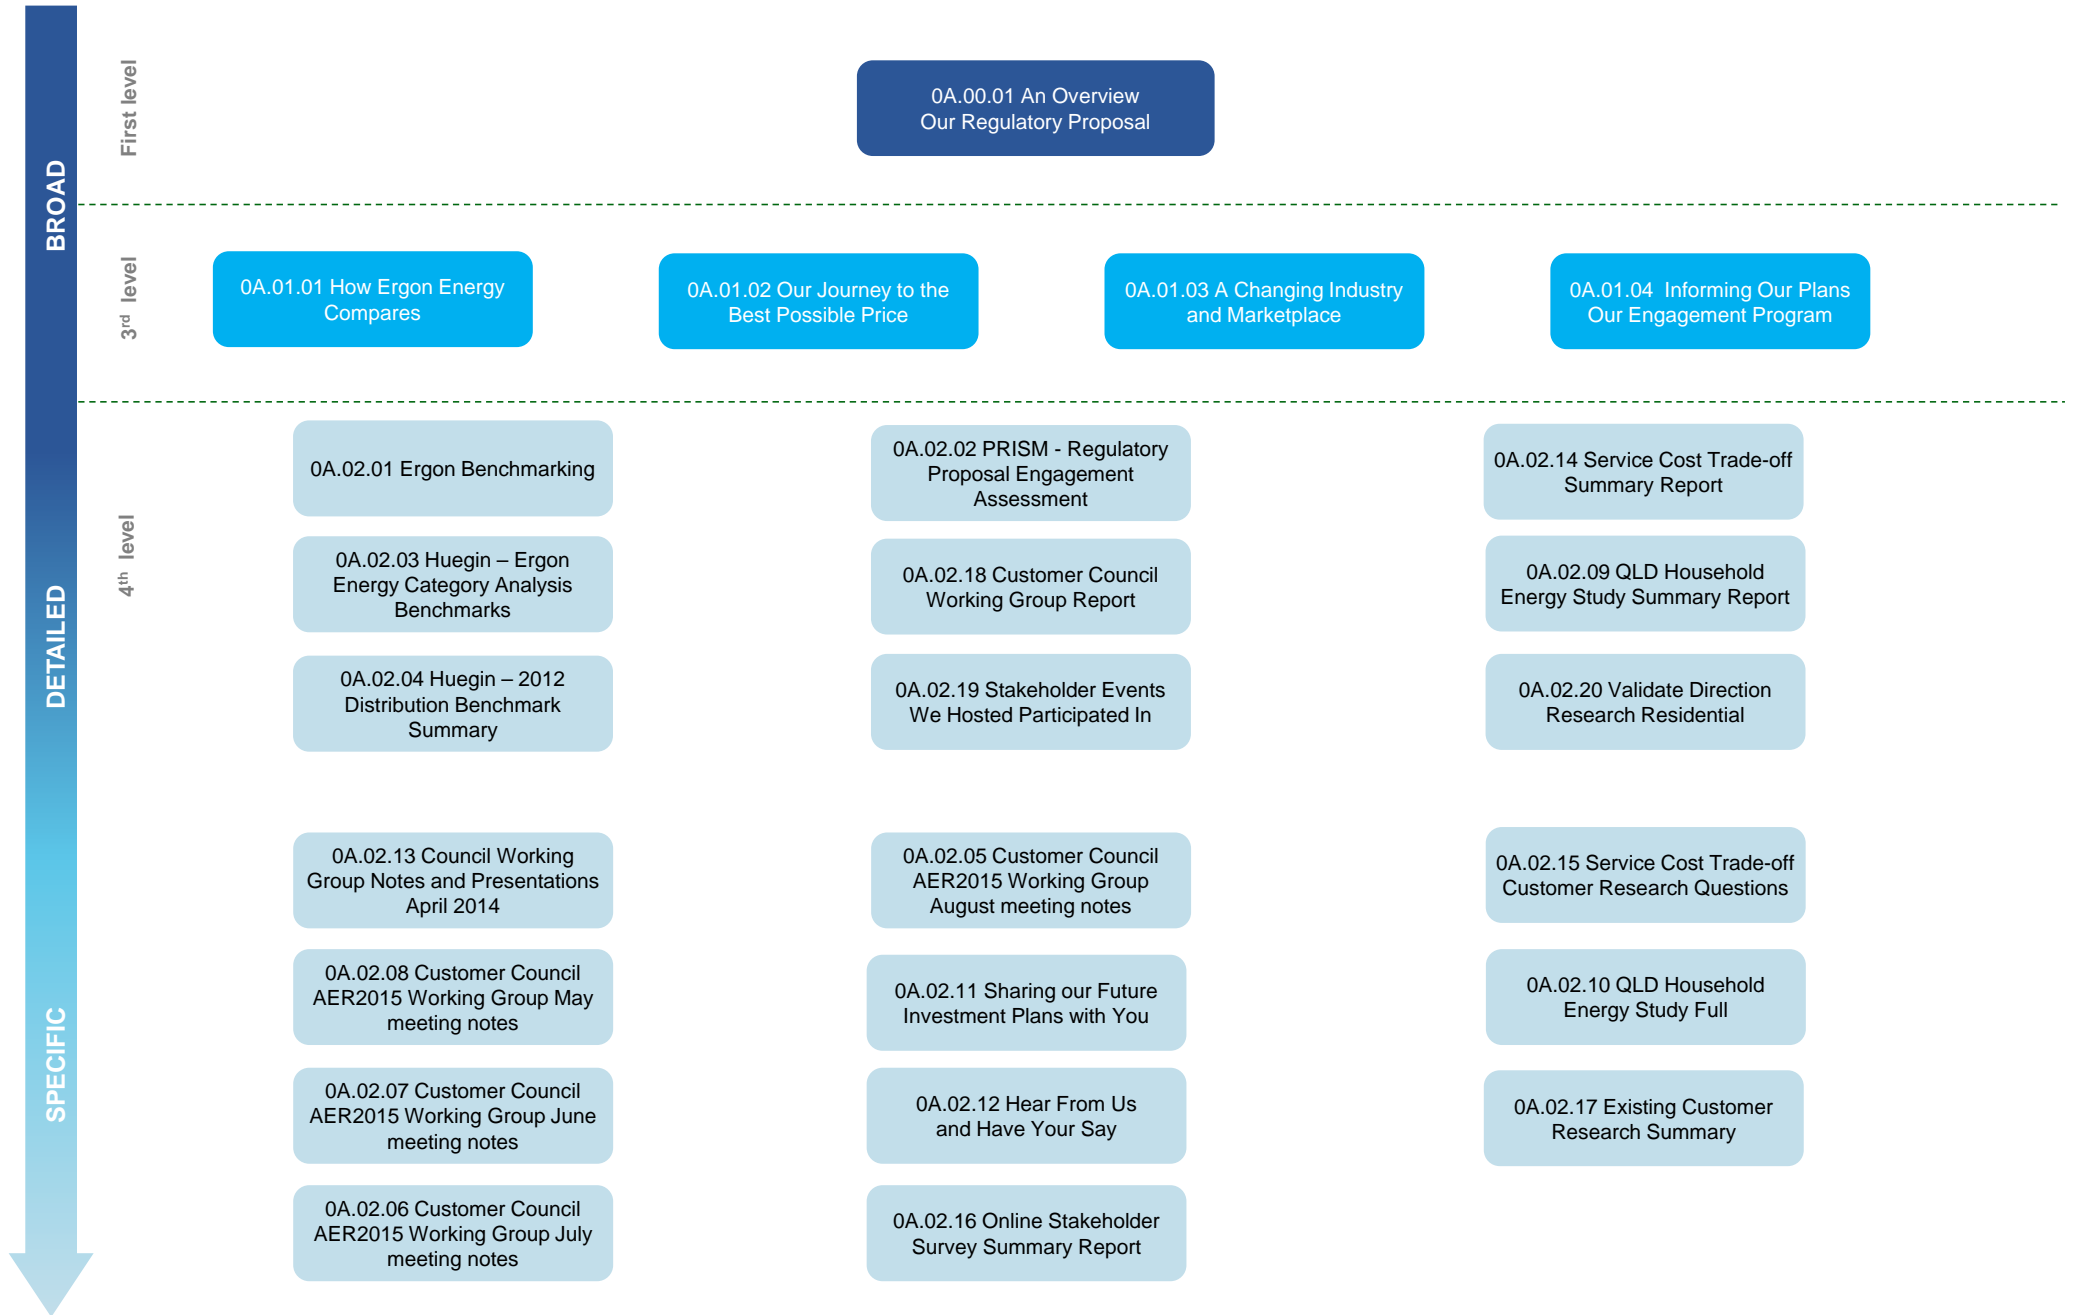 BROAD
DETAILED
SPECIFIC
First level
0A.00.01 An Overview
Our Regulatory Proposal
3rd level
0A.01.01 How Ergon Energy
Compares
0A.01.02 Our Journey to the
Best Possible Price
0A.01.03 A Changing Industry
and Marketplace
0A.01.04 Informing Our Plans
Our Engagement Program
4th level
0A.02.01 Ergon Benchmarking
0A.02.02 PRISM - Regulatory
Proposal Engagement
Assessment
0A.02.14 Service Cost Trade-off
Summary Report
0A.02.03 Huegin – Ergon
Energy Category Analysis
Benchmarks
0A.02.18 Customer Council
Working Group Report
0A.02.09 QLD Household
Energy Study Summary Report
0A.02.04 Huegin – 2012
Distribution Benchmark
Summary
0A.02.19 Stakeholder Events
We Hosted Participated In
0A.02.20 Validate Direction
Research Residential
0A.02.13 Council Working
Group Notes and Presentations
April 2014
0A.02.05 Customer Council
AER2015 Working Group
August meeting notes
0A.02.15 Service Cost Trade-off
Customer Research Questions
0A.02.08 Customer Council
AER2015 Working Group May
meeting notes
0A.02.11 Sharing our Future
Investment Plans with You
0A.02.10 QLD Household
Energy Study Full
0A.02.07 Customer Council
AER2015 Working Group June
meeting notes
0A.02.12 Hear From Us
and Have Your Say
0A.02.17 Existing Customer
Research Summary
0A.02.06 Customer Council
AER2015 Working Group July
meeting notes
0A.02.16 Online Stakeholder
Survey Summary Report